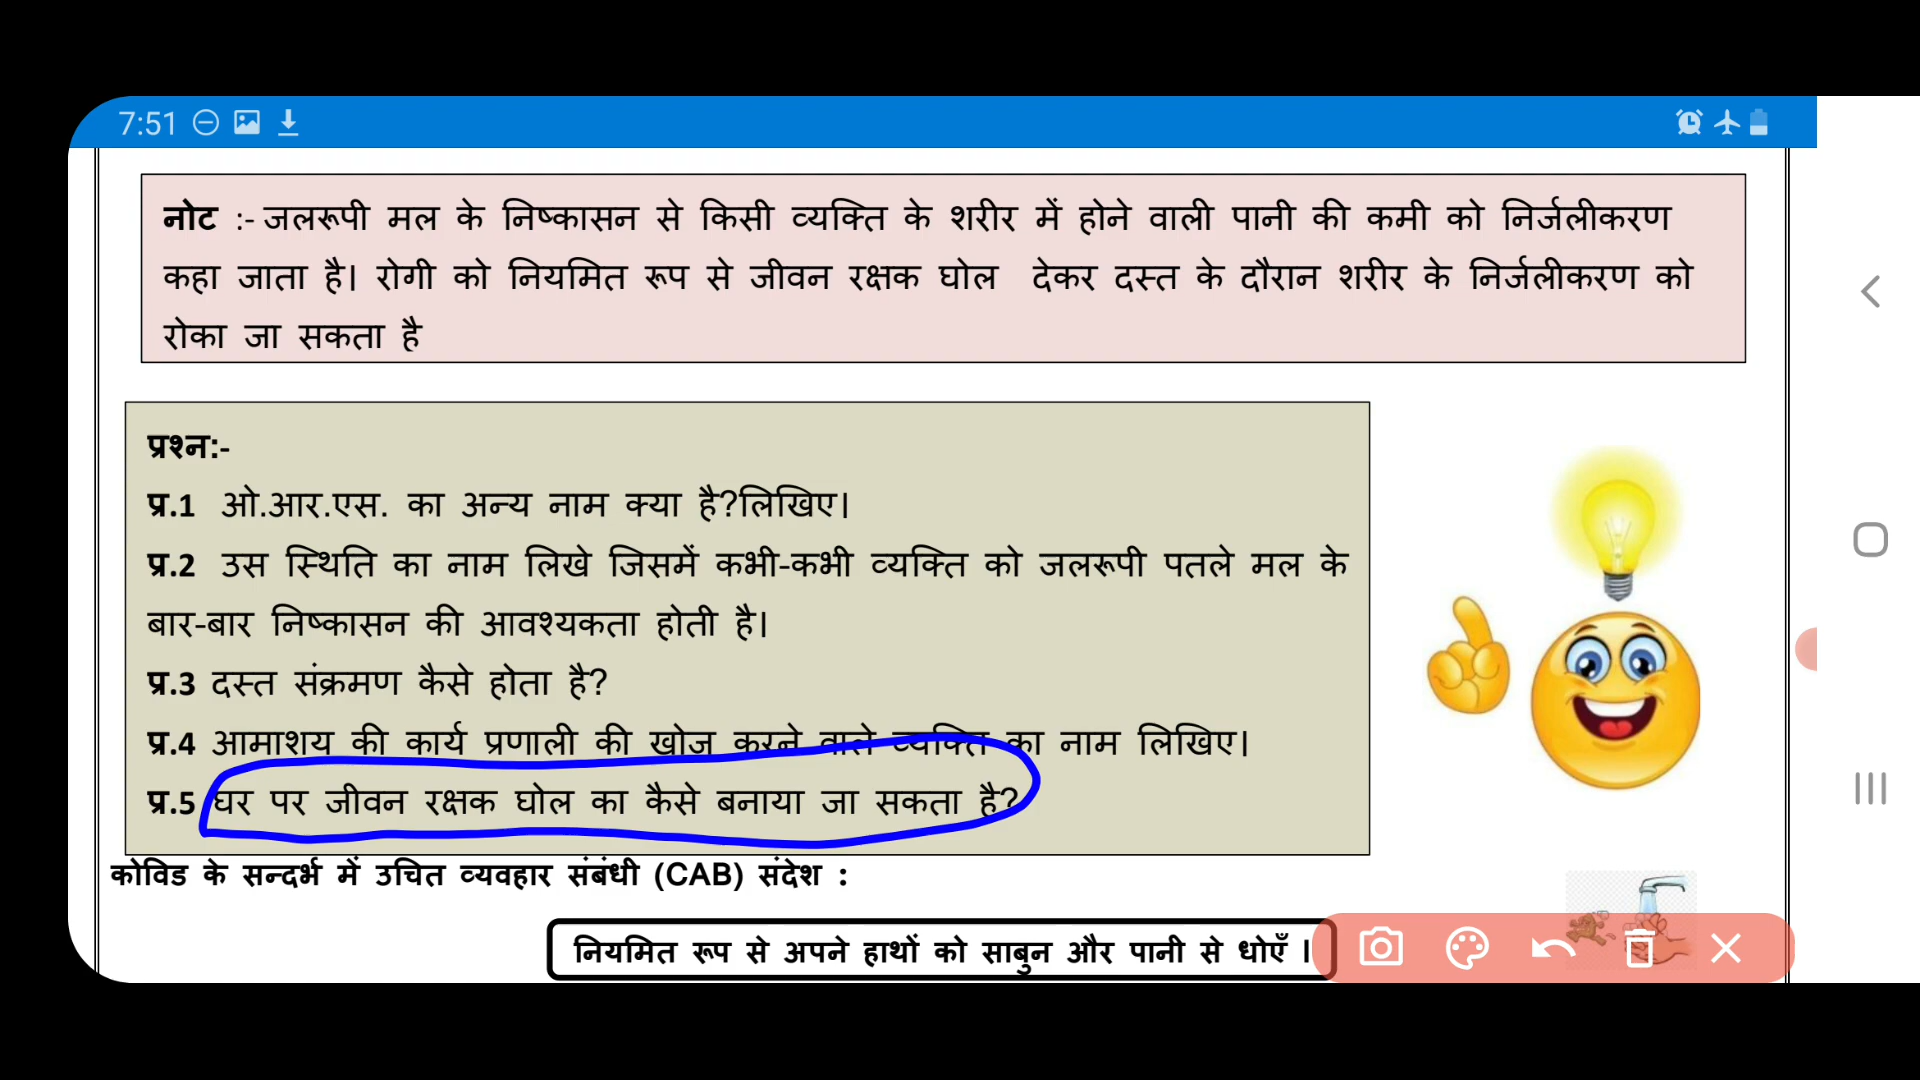 7:51
नोट :- जलरूपी मल के निष्कासन से किसी व्यक्ति के शरीर में होने वाली पानी की कमी को निर्जलीकरण
कहा जाता है। रोगी को नियमित रूप से जीवन रक्षक घोल देकर दस्त के दौरान शरीर के निर्जलीकरण को
रोका जा सकता है
प्रश्न:-
प्र.1 ओ.आर.एस. का अन्य नाम क्या है?लिखिए।
प्र.2 उस स्थिति का नाम लिखे जिसमें कभी-कभी व्यक्ति को जलरूपी पतले मल के
बार-बार निष्कासन की आवश्यकता होती है।
प्र.3 दस्त संक्रमण कैसे होता है?
प्र.4 आमाशय की कार्य प्रणाली की खोज करने वाले व्यक्ति का नाम लिखिए।
प्र.5 घर पर जीवन रक्षक घोल का कैसे बनाया जा सकता है?
कोविड के सन्दर्भ में उचित व्यवहार संबंधी (CAB) संदेश :
नियमित रूप से अपने हाथों को साबुन और पानी से धोएँ ।